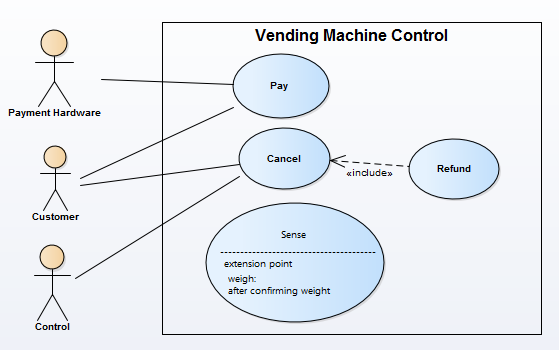 Vending Machine Control
Payment Hardware
Pay
Customer
Cancel
«include»
Refund
Control
Sense
extension point
weigh:
after confirming weight